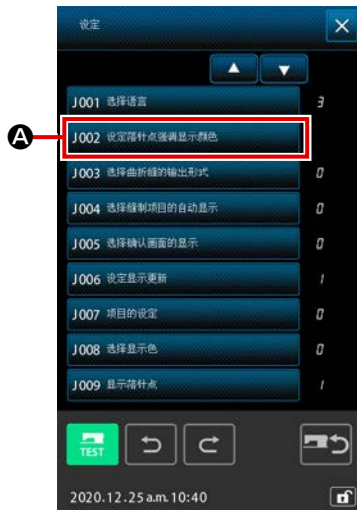 设定
J001 选择语言 3
A J002 设定落针点强调显示颜色
J003 选择曲折缝的输出形式 0
J004 选择缝制项目的自动显示 0
J005 选择确认画面的显示 0
J006 设定显示更新 1
J007 项目的设定 0
J008 选择显示色 0
J009 显示落针点 1
TEST
2020.12.25 a.m. 10:40